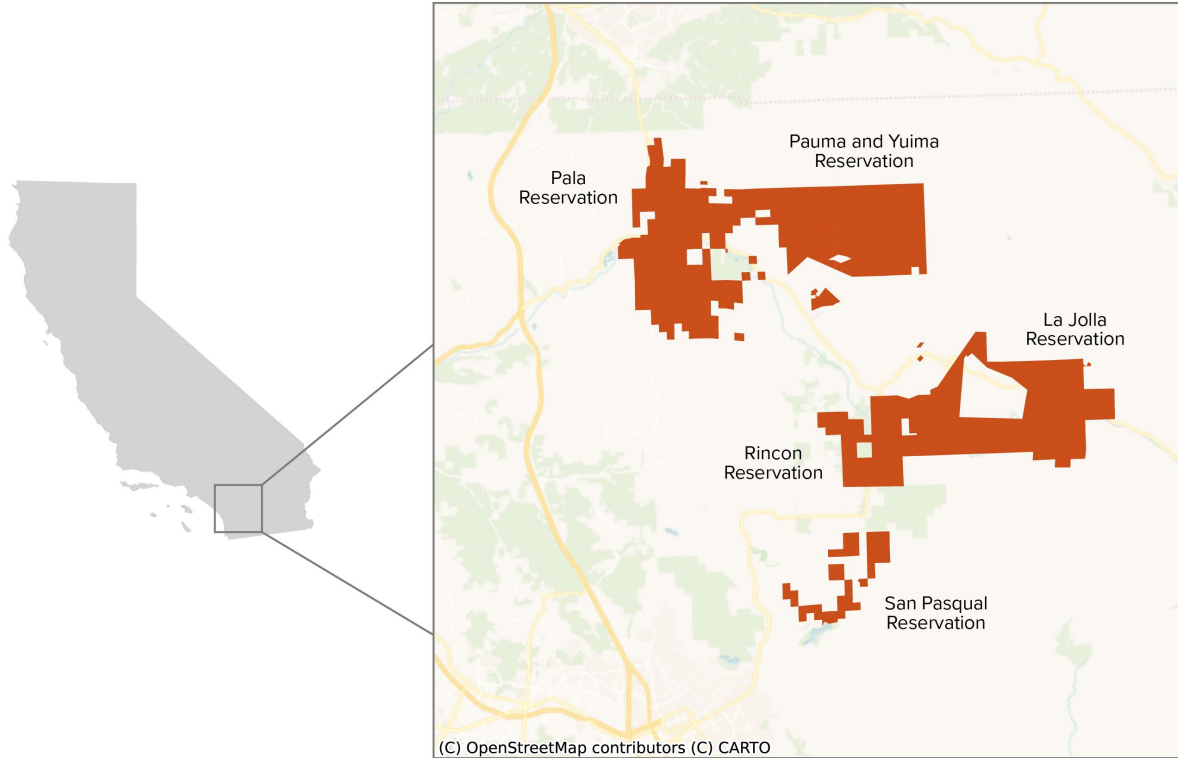 Pauma and Yuima
Reservation
Pala
Reservation
La Jolla
Reservation
Rincon
Reservation
San Pasqual
Reservation
(C) OpenStreetMap contributors (C) CARTO